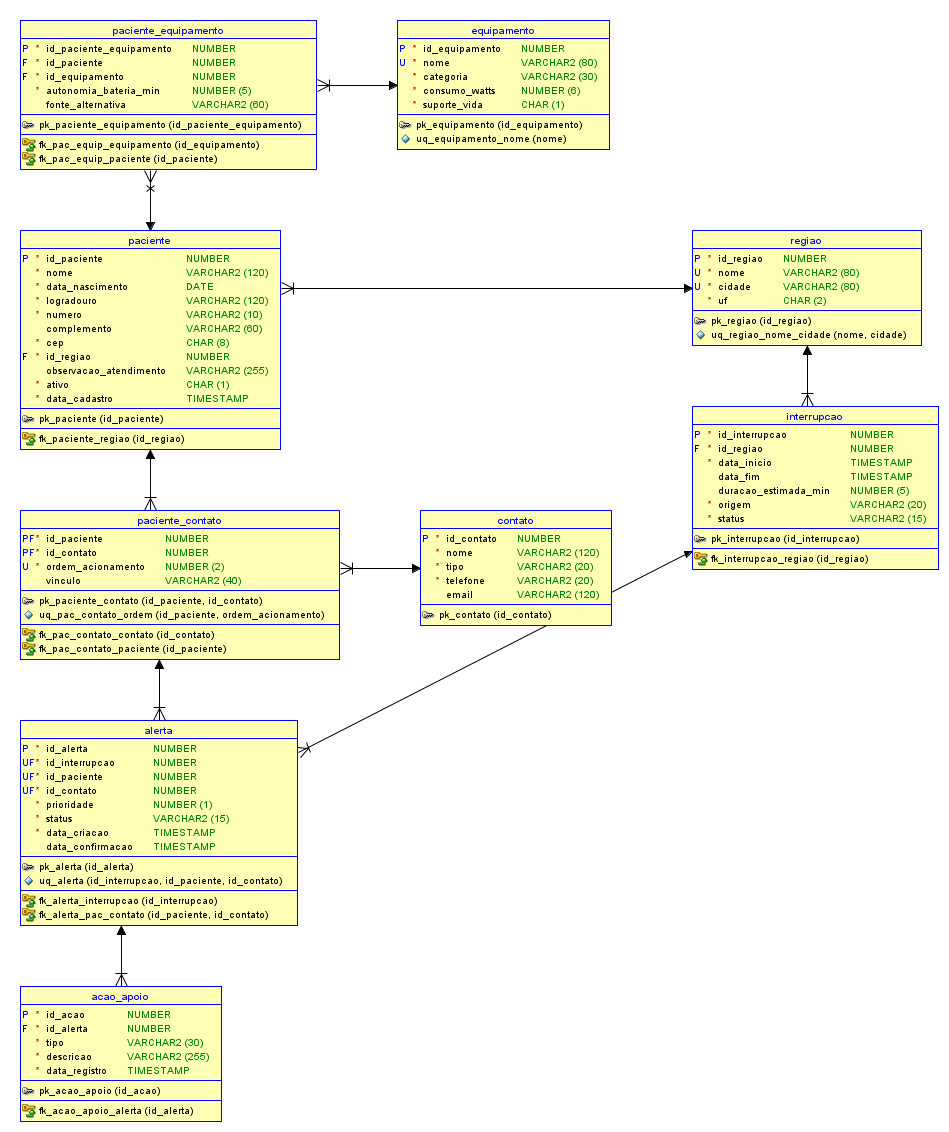 paciente_equipamento
P * id_paciente_equipamento NUMBER
F * id_paciente NUMBER
F * id_equipamento NUMBER
* autonomia_bateria_min NUMBER (5)
fonte_alternativa VARCHAR2 (60)
pk_paciente_equipamento (id_paciente_equipamento)
fk_pac_equip_equipamento (id_equipamento)
fk_pac_equip_paciente (id_paciente)
equipamento
P * id_equipamento NUMBER
U * nome VARCHAR2 (80)
* categoria VARCHAR2 (30)
* consumo_watts NUMBER (6)
* suporte_vida CHAR (1)
pk_equipamento (id_equipamento)
uq_equipamento_nome (nome)
paciente
P * id_paciente NUMBER
* nome VARCHAR2 (120)
* data_nascimento DATE
* logradouro VARCHAR2 (120)
* numero VARCHAR2 (10)
complemento VARCHAR2 (60)
* cep CHAR (8)
F * id_regiao NUMBER
observacao_atendimento VARCHAR2 (255)
* ativo CHAR (1)
* data_cadastro TIMESTAMP
pk_paciente (id_paciente)
fk_paciente_regiao (id_regiao)
regiao
P * id_regiao NUMBER
U * nome VARCHAR2 (80)
U * cidade VARCHAR2 (80)
* uf CHAR (2)
pk_regiao (id_regiao)
uq_regiao_nome_cidade (nome, cidade)
interrupcao
P * id_interrupcao NUMBER
F * id_regiao NUMBER
* data_inicio TIMESTAMP
data_fim TIMESTAMP
duracao_estimada_min NUMBER (5)
* origem VARCHAR2 (20)
* status VARCHAR2 (15)
pk_interrupcao (id_interrupcao)
fk_interrupcao_regiao (id_regiao)
paciente_contato
PF* id_paciente NUMBER
PF* id_contato NUMBER
U * ordem_acionamento NUMBER (2)
vinculo VARCHAR2 (40)
pk_paciente_contato (id_paciente, id_contato)
uq_pac_contato_ordem (id_paciente, ordem_acionamento)
fk_pac_contato_contato (id_contato)
fk_pac_contato_paciente (id_paciente)
contato
P * id_contato NUMBER
* nome VARCHAR2 (120)
* tipo VARCHAR2 (20)
* telefone VARCHAR2 (20)
email VARCHAR2 (120)
pk_contato (id_contato)
alerta
P * id_alerta NUMBER
UF* id_interrupcao NUMBER
UF* id_paciente NUMBER
UF* id_contato NUMBER
* prioridade NUMBER (1)
* status VARCHAR2 (15)
* data_criacao TIMESTAMP
data_confirmacao TIMESTAMP
pk_alerta (id_alerta)
uq_alerta (id_interrupcao, id_paciente, id_contato)
fk_alerta_interrupcao (id_interrupcao)
fk_alerta_pac_contato (id_paciente, id_contato)
acao_apoio
P * id_acao NUMBER
F * id_alerta NUMBER
* tipo VARCHAR2 (30)
* descricao VARCHAR2 (255)
* data_registro TIMESTAMP
pk_acao_apoio (id_acao)
fk_acao_apoio_alerta (id_alerta)